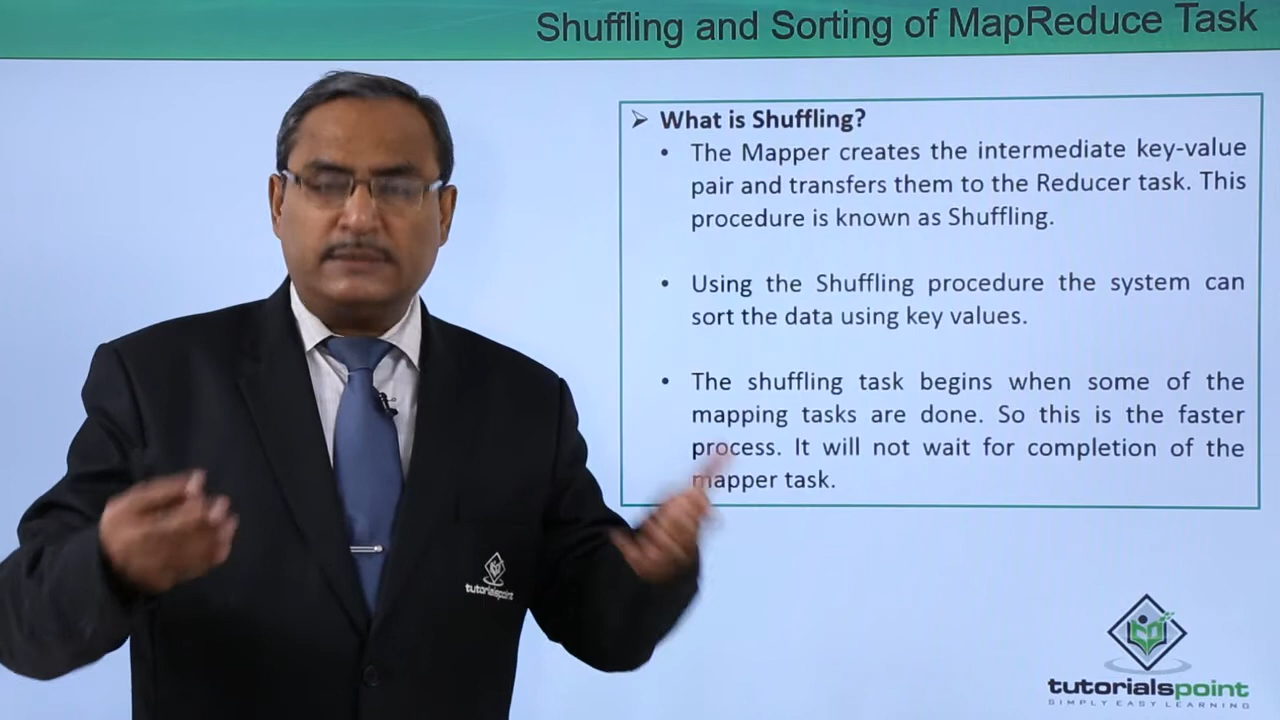 Shuffling and Sorting of MapReduce Task
➢ What is Shuffling?
• The Mapper creates the intermediate key-value
pair and transfers them to the Reducer task. This
procedure is known as Shuffling.
• Using the Shuffling procedure the system can
sort the data using key values.
• The shuffling task begins when some of the
mapping tasks are done. So this is the faster
process. It will not wait for completion of the
mapper task.
tutorialspoint
tutorialspoint
SIMPLY EASY LEARNING